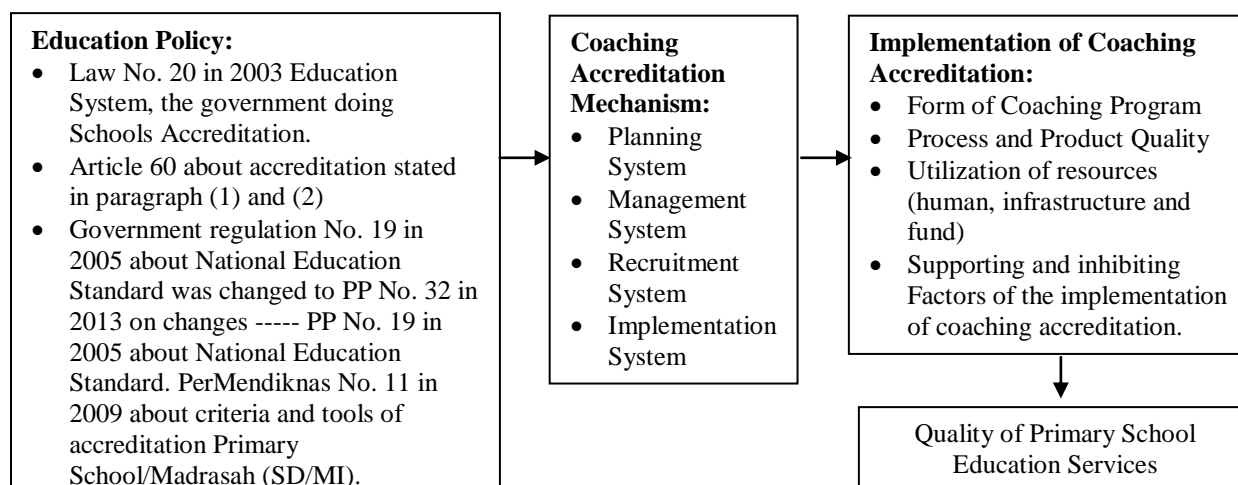 Education Policy:
• Law No. 20 in 2003 Education
System, the government doing
Schools Accreditation.
• Article 60 about accreditation stated
in paragraph (1) and (2)
• Government regulation No. 19 in
2005 about National Education
Standard was changed to PP No. 32 in
2013 on changes ----- PP No. 19 in
2005 about National Education
Standard. PerMendiknas No. 11 in
2009 about criteria and tools of
accreditation Primary
School/Madrasah (SD/MI).
Coaching
Accreditation
Mechanism:
• Planning
System
• Management
System
• Recruitment
System
• Implementation
System
Implementation of Coaching
Accreditation:
• Form of Coaching Program
• Process and Product Quality
• Utilization of resources
(human, infrastructure and
fund)
• Supporting and inhibiting
Factors of the implementation
of coaching accreditation.
Quality of Primary School
Education Services